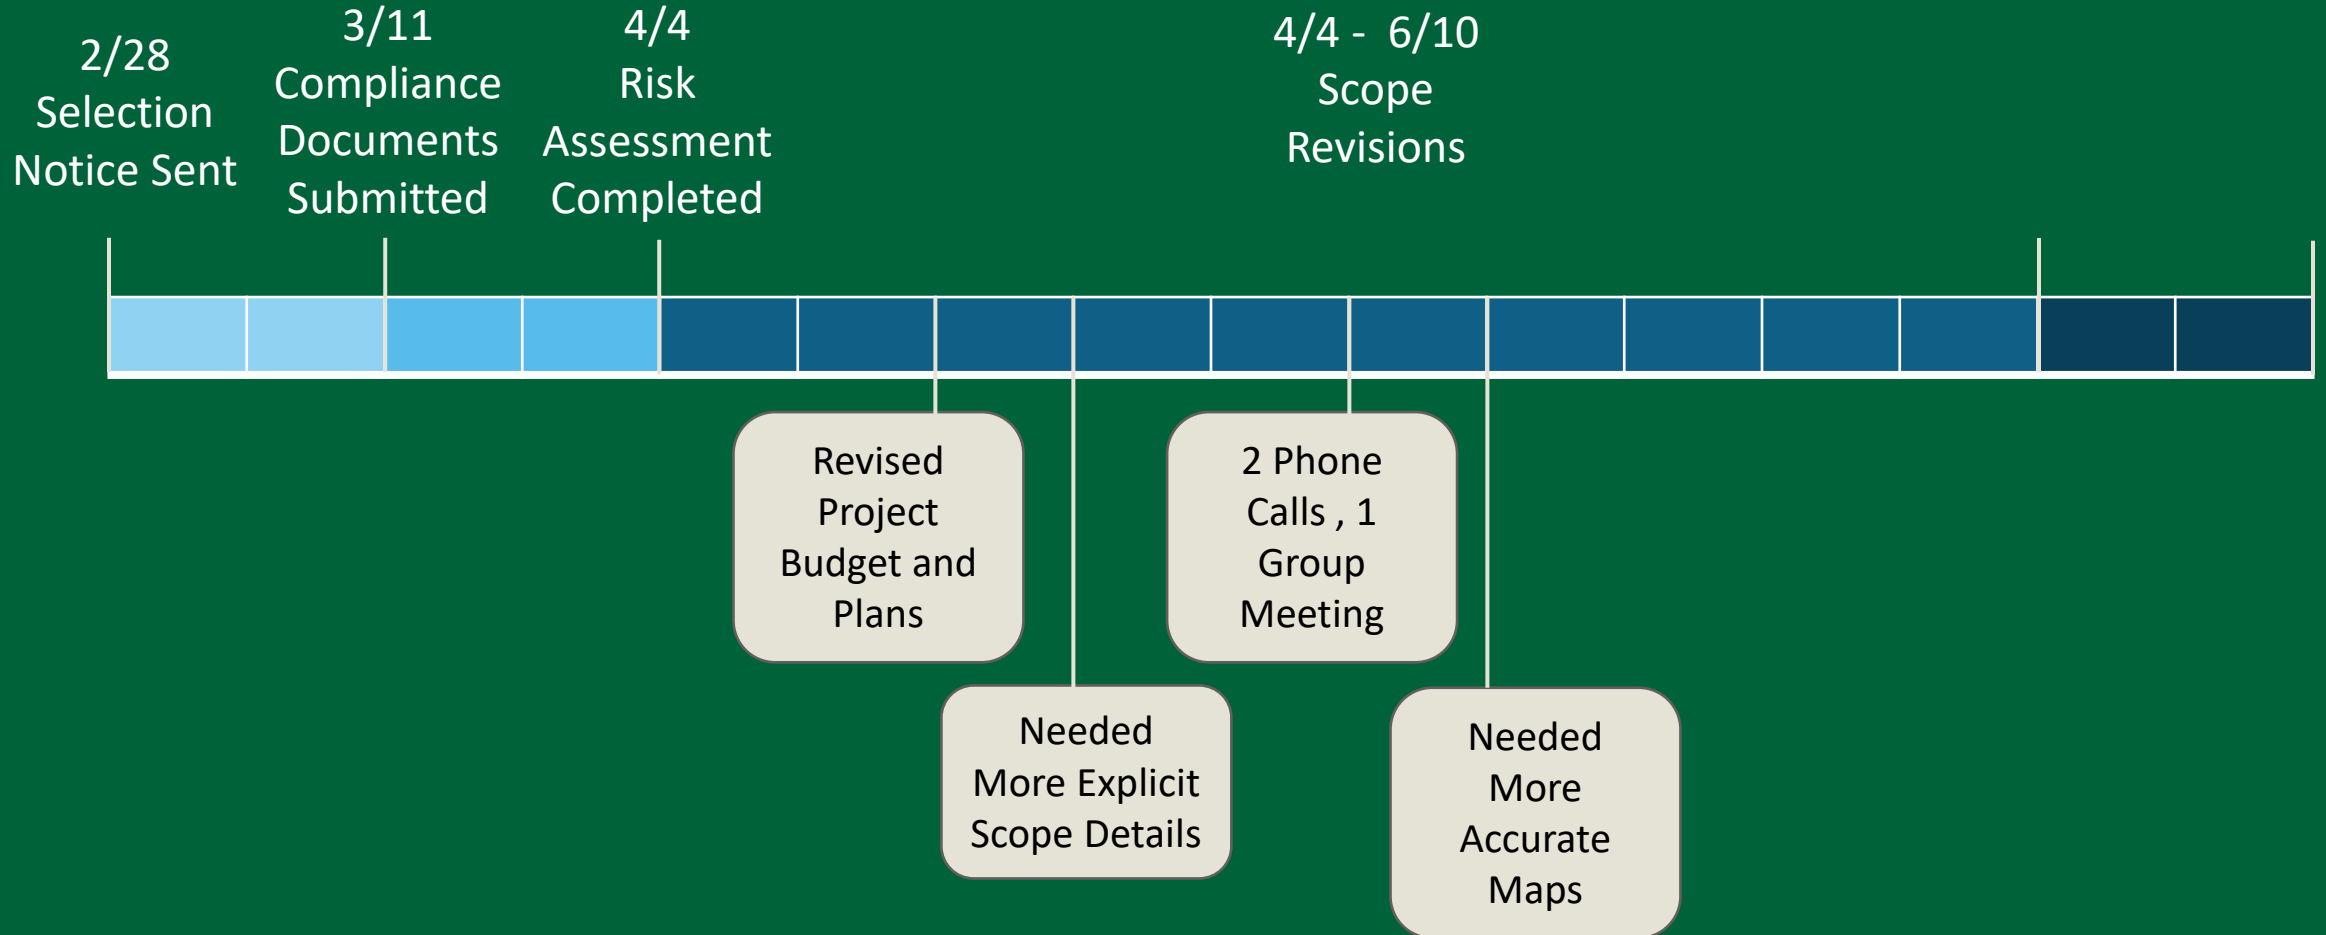 2/28
Selection
Notice Sent
3/11
Compliance
Documents
Submitted
4/4
Risk
Assessment
Completed
4/4 - 6/10
Scope
Revisions
Revised
Project
Budget and
Plans
Needed
More Explicit
Scope Details
2 Phone
Calls , 1
Group
Meeting
Needed
More
Accurate
Maps